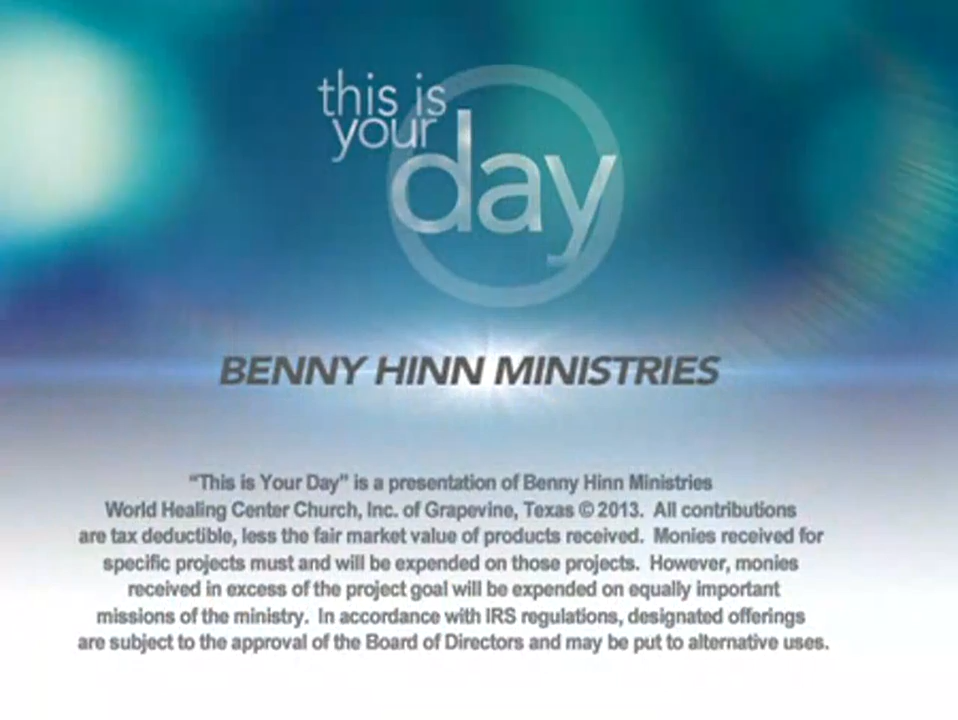 this is
your
day
BENNY HINN MINISTRIES
“This is Your Day” is a presentation of Benny Hinn Ministries
World Healing Center Church, Inc. of Grapevine, Texas © 2013.  All contributions
are tax deductible, less the fair market value of products received.  Monies received for
specific projects must and will be expended on those projects.  However, monies
received in excess of the project goal will be expended on equally important
missions of the ministry.  In accordance with IRS regulations, designated offerings
are subject to the approval of the Board of Directors and may be put to alternative uses.